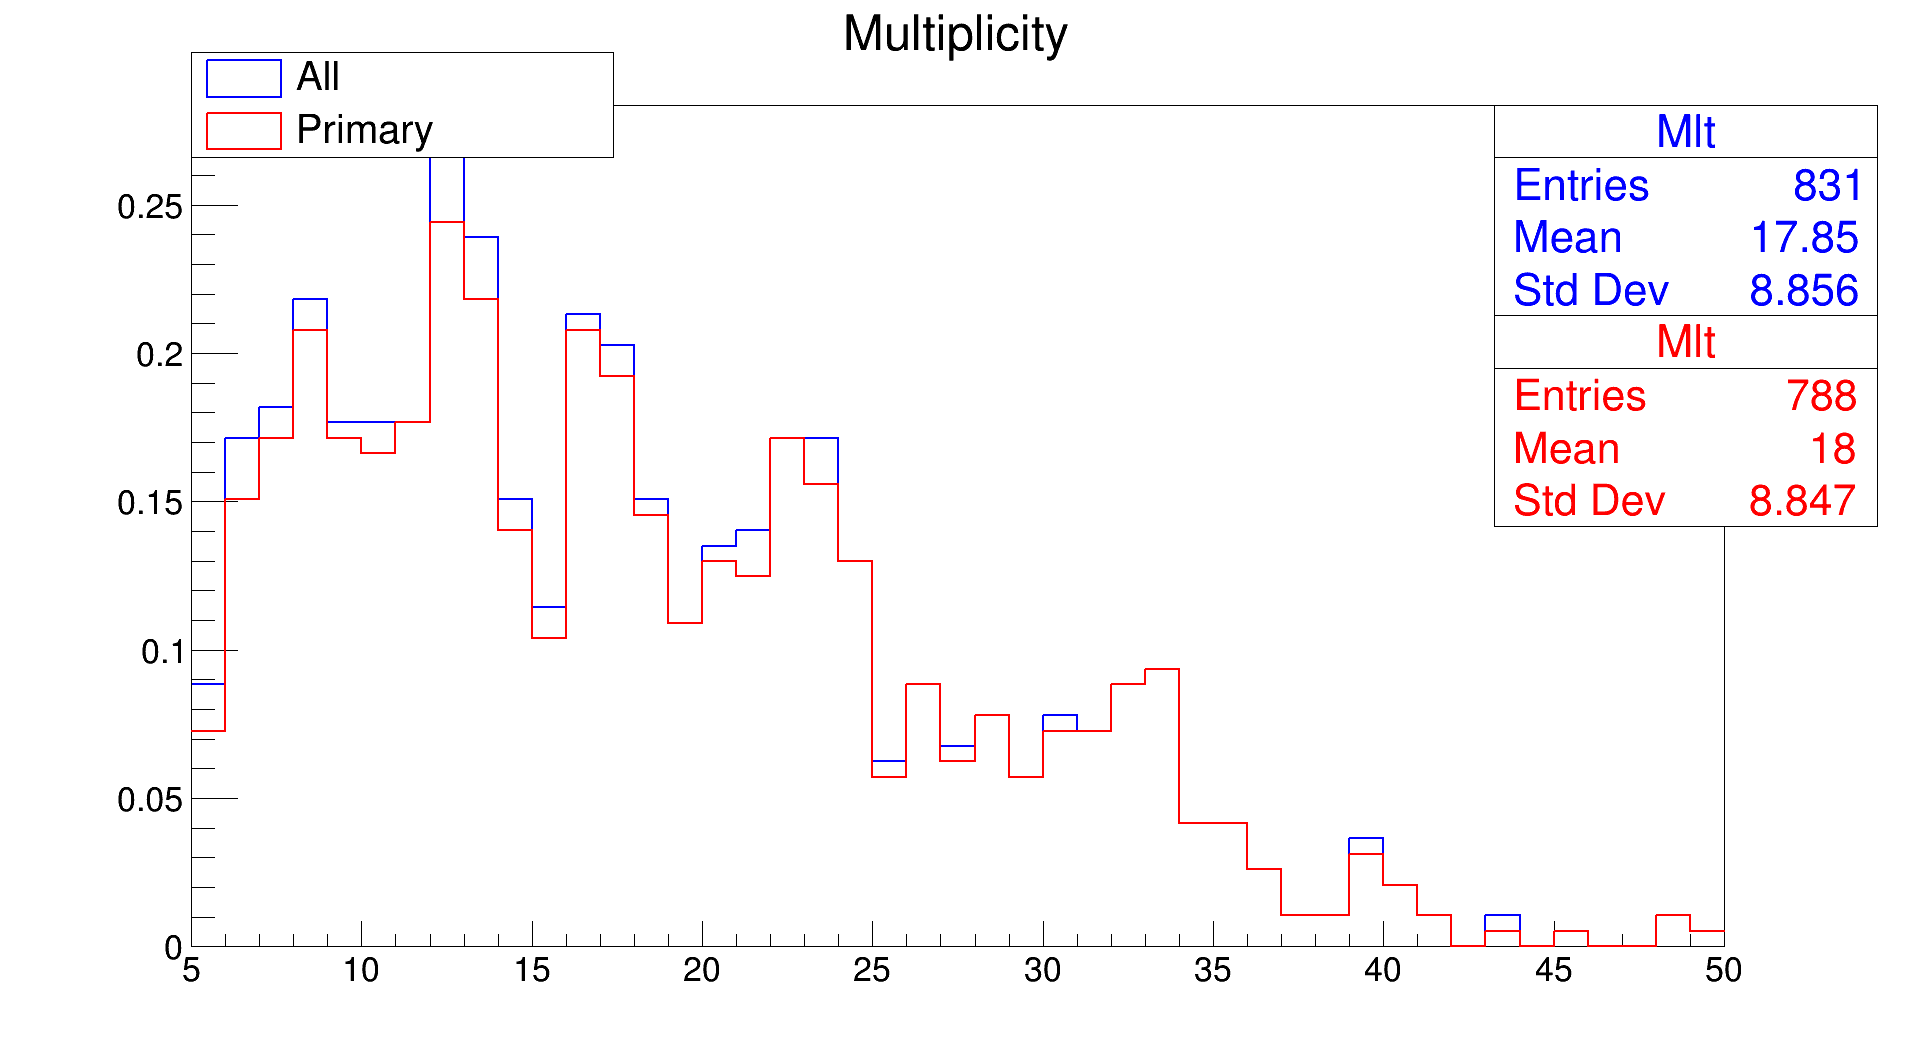 Multiplicity
All
Primary
Mlt
Entries 831
Mean 17.85
Std Dev 8.856
Mlt
Entries 788
Mean 18
Std Dev 8.847
0.25
0.2
0.15
0.1
0.05
0
5 10 15 20 25 30 35 40 45 50